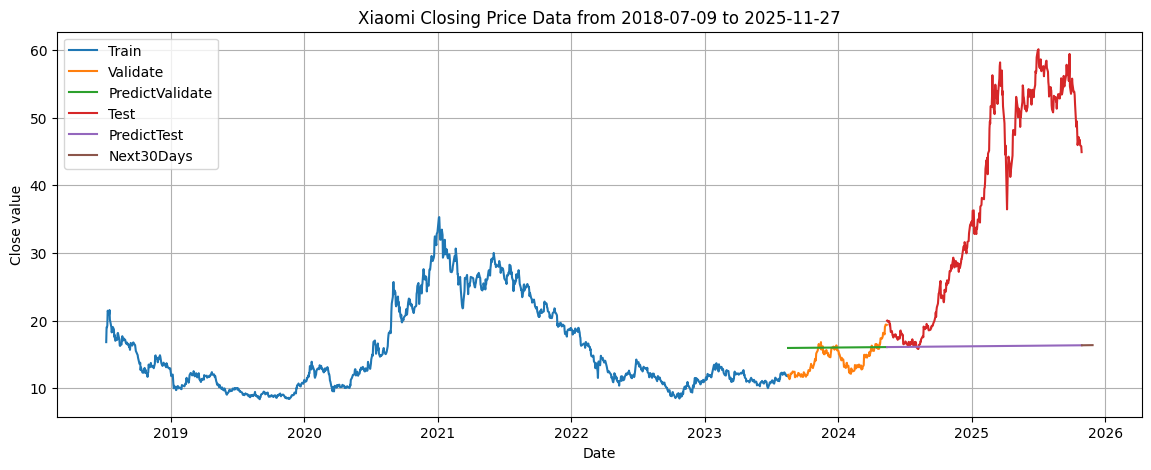 Xiaomi Closing Price Data from 2018-07-09 to 2025-11-27
Close value
60
50
40
30
20
10
Train
Validate
PredictValidate
Test
PredictTest
Next30Days
2019 2020 2021 2022 2023 2024 2025 2026
Date